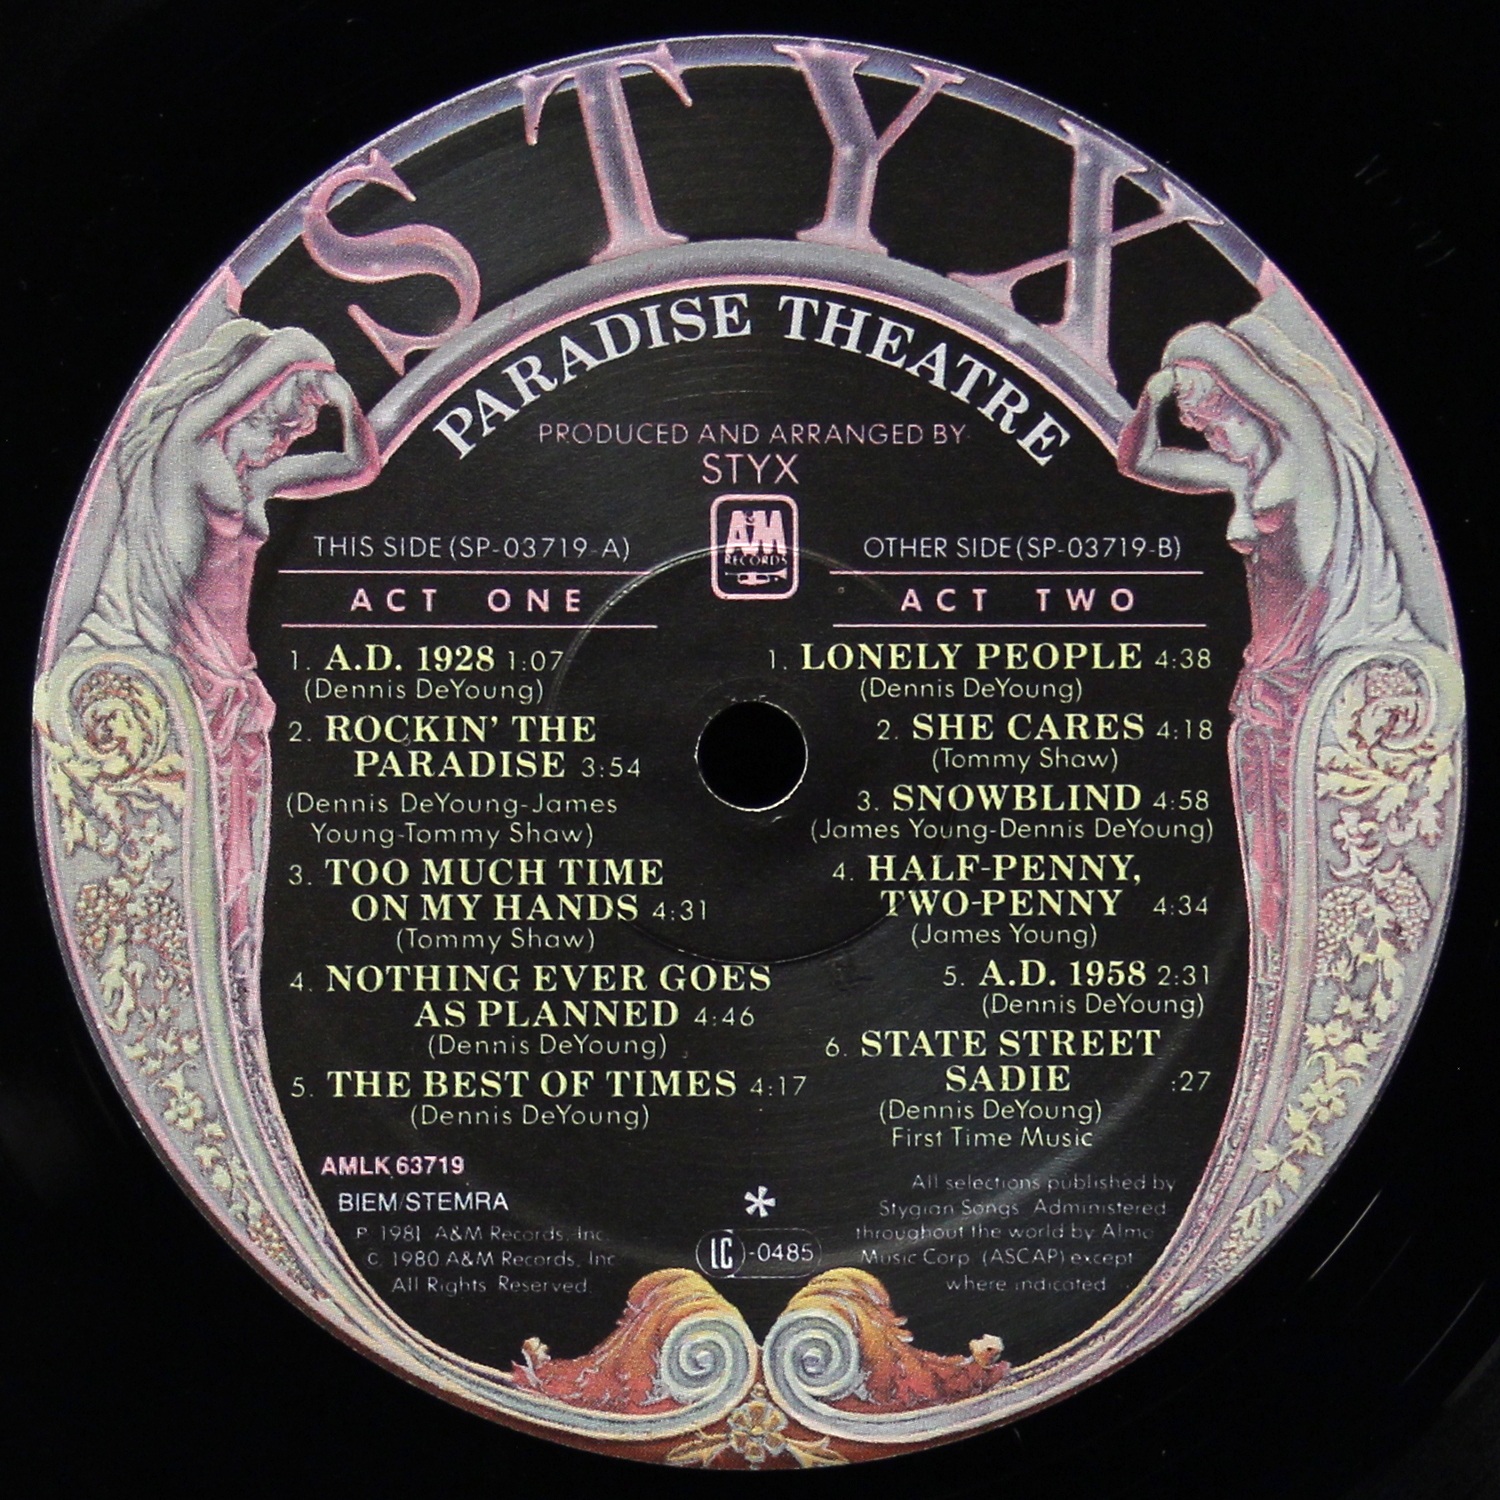 STYX
PARADISE THEATRE
PRODUCED AND ARRANGED BY
STYX
A&M
RECORDS
THIS SIDE (SP-03719-A)
ACT ONE
1. A.D. 1928 1:07
(Dennis DeYoung)
2. ROCKIN' THE
PARADISE 3:54
(Dennis DeYoung-James
Young-Tommy Shaw)
3. TOO MUCH TIME
ON MY HANDS 4:31
(Tommy Shaw)
4. NOTHING EVER GOES
AS PLANNED 4:46
(Dennis DeYoung)
5. THE BEST OF TIMES 4:17
(Dennis DeYoung)
OTHER SIDE (SP-03719-B)
ACT TWO
1. LONELY PEOPLE 4:38
(Dennis DeYoung)
2. SHE CARES 4:18
(Tommy Shaw)
3. SNOWBLIND 4:58
(James Young-Dennis DeYoung)
4. HALF-PENNY,
TWO-PENNY 4:34
(James Young)
5. A.D. 1958 2:31
(Dennis DeYoung)
6. STATE STREET
SADIE :27
(Dennis DeYoung)
First Time Music
AMLK 63719
BIEM/STEMRA
P 1981 A&M Records, Inc.
C 1980 A&M Records, Inc.
All Rights Reserved.
*
LC-0485
All selections published by
Stygian Songs Administered
throughout the world by Almo
Music Corp. (ASCAP) except
where indicated